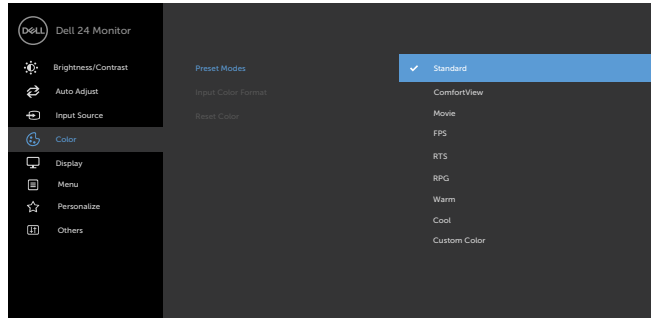 DELL Dell 24 Monitor
Brightness/Contrast
Auto Adjust
Input Source
Color
Display
Menu
Personalize
Others
Preset Modes
Input Color Format
Reset Color
Standard
ComfortView
Movie
FPS
RTS
RPG
Warm
Cool
Custom Color